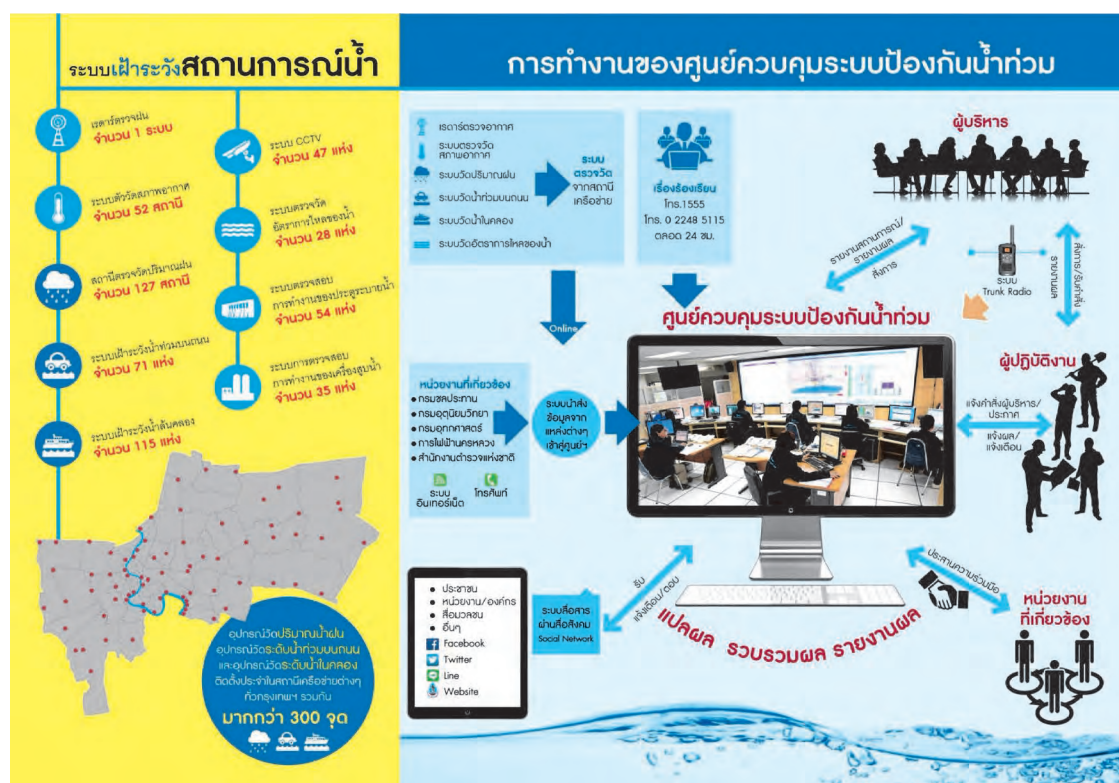 ระบบเฝ้าระวังสถานการณ์น้ำ
เรดาร์ตรวจฝน
จำนวน 1 ระบบ
ระบบตัววัดสภาพอากาศ
จำนวน 52 สถานี
สถานีตรวจวัดปริมาณฝน
จำนวน 127 สถานี
ระบบเฝ้าระวังน้ำท่วมบนถนน
จำนวน 71 แห่ง
ระบบเฝ้าระวังน้ำล้นคลอง
จำนวน 115 แห่ง
ระบบ CCTV
จำนวน 47 แห่ง
ระบบตรวจวัด
อัตราการไหลของน้ำ
จำนวน 28 แห่ง
ระบบตรวจสอบ
การทำงานของประตูระบายน้ำ
จำนวน 54 แห่ง
ระบบการตรวจสอบ
การทำงานของเครื่องสูบน้ำ
จำนวน 35 แห่ง
อุปกรณ์วัดปริมาณน้ำฝน
อุปกรณ์วัดระดับน้ำท่วมบนถนน
และอุปกรณ์วัดระดับน้ำในคลอง
ติดตั้งประจำในสถานีเครือข่ายต่างๆ
ทั่วกรุงเทพฯ รวมกัน
มากกว่า 300 จุด
การทำงานของศูนย์ควบคุมระบบป้องกันน้ำท่วม
เรดาร์ตรวจอากาศ
ระบบตรวจวัด
สภาพอากาศ
ระบบวัดปริมาณฝน
ระบบวัดน้ำท่วมบนถนน
ระบบวัดน้ำในคลอง
ระบบวัดอัตราการไหลของน้ำ
ระบบ
ตรวจวัด
จากสถานี
เครือข่าย
เรื่องร้องเรียน
โทร.1555
โทร. 0 2248 5115
ตลอด 24 ชม.
Online
ผู้บริหาร
รายงานสถานการณ์/
รายงานผล
สั่งการ
ระบบ
Trunk Radio
สั่งการ/รับคำสั่ง
รายงานผล
ศูนย์ควบคุมระบบป้องกันน้ำท่วม
หน่วยงานที่เกี่ยวข้อง
• กรมชลประทาน
• กรมอุตุนิยมวิทยา
• กรมอุทกศาสตร์
• การไฟฟ้านครหลวง
• สำนักงานตำรวจแห่งชาติ
ระบบ
อินเทอร์เน็ต
โทรศัพท์
ระบบนำส่ง
ข้อมูลจาก
แหล่งต่างๆ
เข้าสู่ศูนย์ฯ
ผู้ปฏิบัติงาน
แจ้งคำสั่งผู้บริหาร/
ประกาศ
แจ้งผล/
แจ้งเตือน
• ประชาชน
• หน่วยงาน/องค์กร
• สื่อมวลชน
• อื่นๆ
Facebook
Twitter
Line
Website
ระบบสื่อสาร
ผ่านสื่อสังคม
Social Network
รับ
แจ้งเตือน/ตอบ
แปลผล รวบรวมผล รายงานผล
ประสานความร่วมมือ
หน่วยงาน
ที่เกี่ยวข้อง